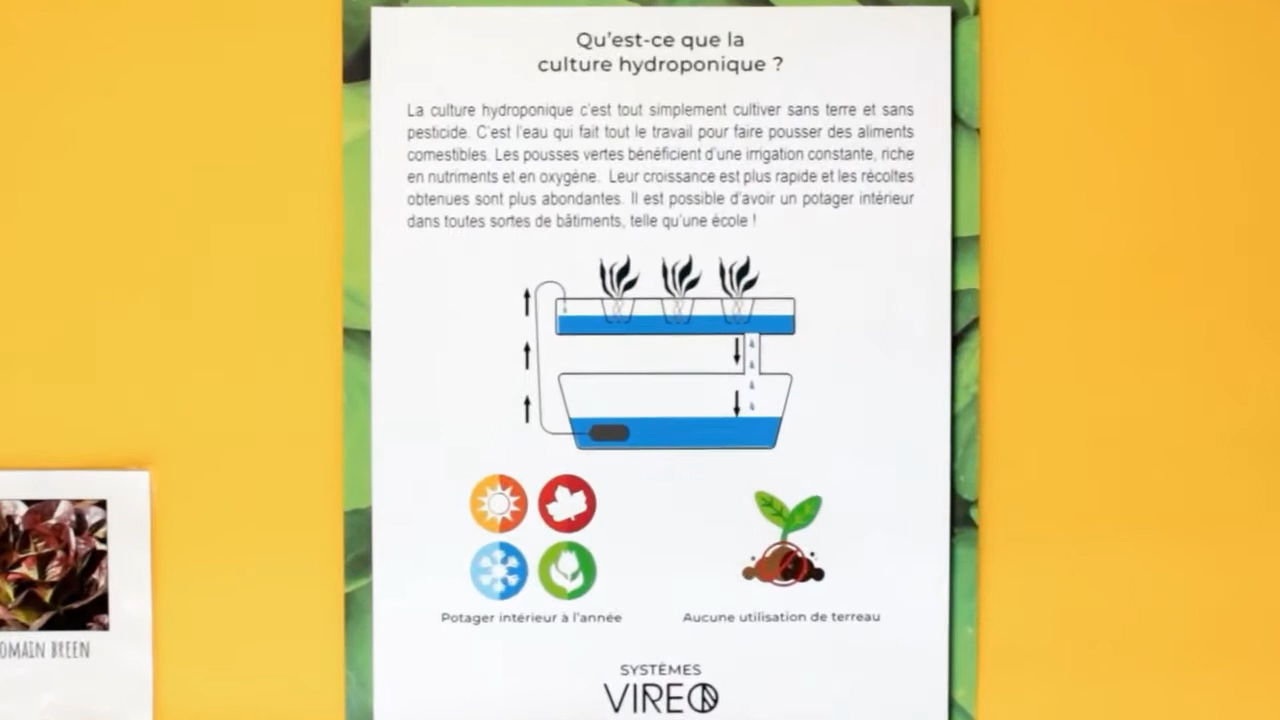 Qu'est-ce que la
culture hydroponique ?
La culture hydroponique c'est tout simplement cultiver sans terre et sans
pesticide. C'est l'eau qui fait tout le travail pour faire pousser des aliments
comestibles. Les pousses vertes bénéficient d'une irrigation constante, riche
en nutriments et en oxygène. Leur croissance est plus rapide et les récoltes
obtenues sont plus abondantes. Il est possible d'avoir un potager intérieur
dans toutes sortes de bâtiments, telle qu'une école !
Potager intérieur à l'année
Aucune utilisation de terreau
OMAIN BREEN
SYSTÈMES
VIREO